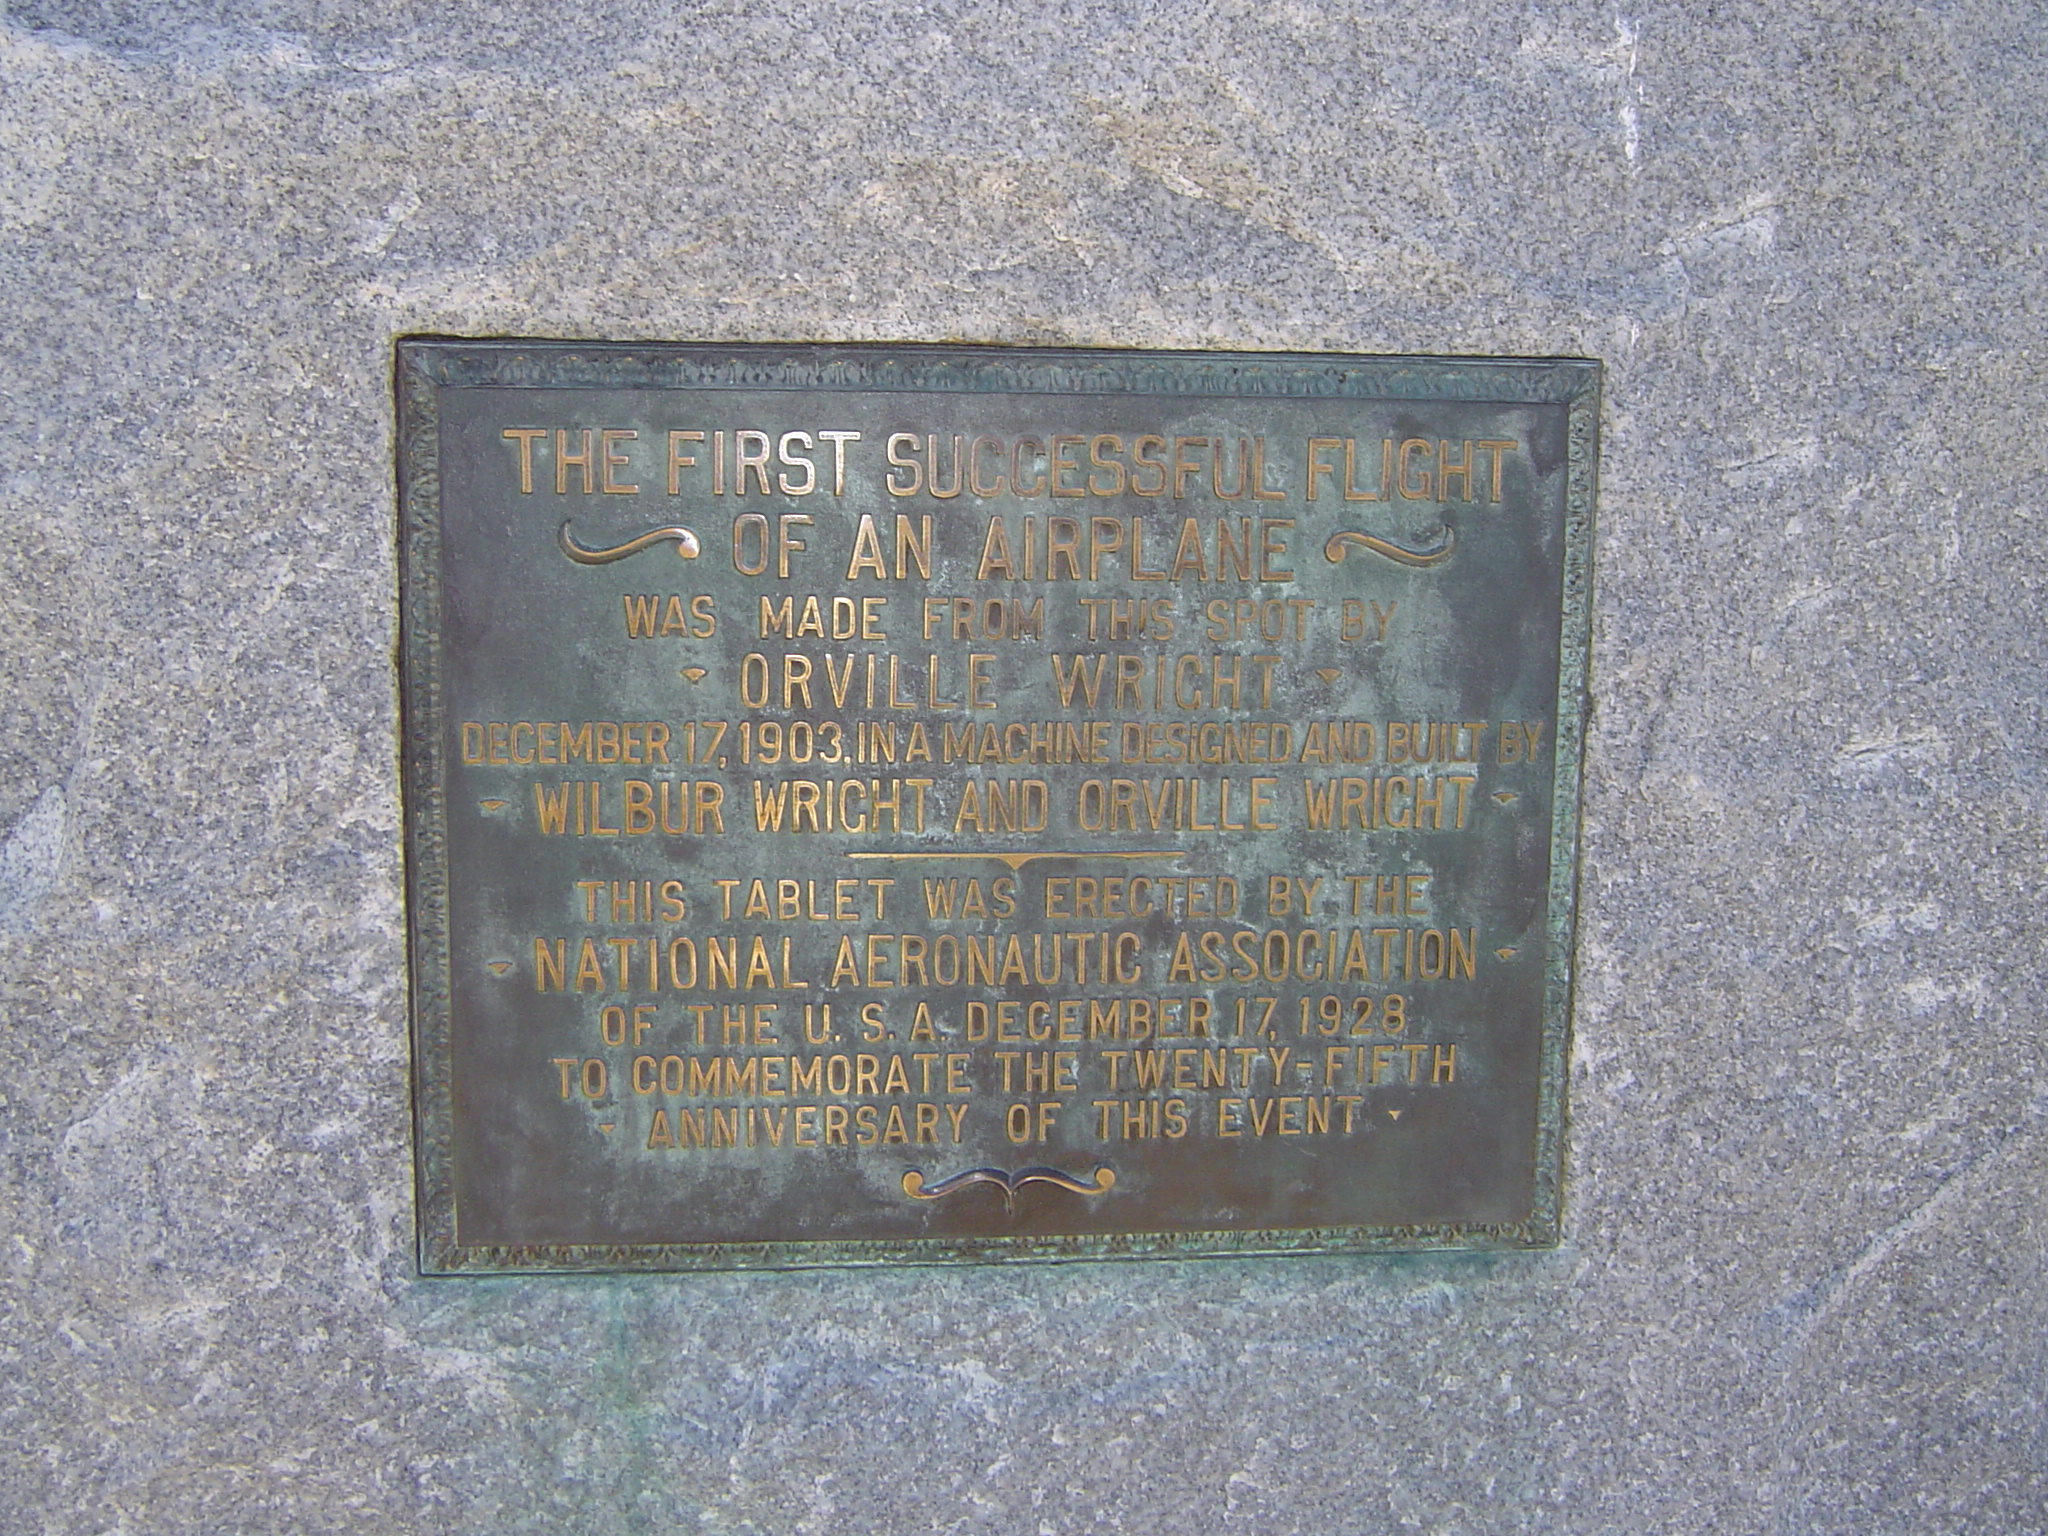 THE FIRST SUCCESSFUL FLIGHT
OF AN AIRPLANE
WAS MADE FROM THIS SPOT BY
ORVILLE WRIGHT
DECEMBER 17, 1903, IN A MACHINE DESIGNED AND BUILT BY
WILBUR WRIGHT AND ORVILLE WRIGHT
THIS TABLET WAS ERECTED BY THE
NATIONAL AERONAUTIC ASSOCIATION
OF THE U. S. A. DECEMBER 17, 1928
TO COMMEMORATE THE TWENTY-FIFTH
ANNIVERSARY OF THIS EVENT